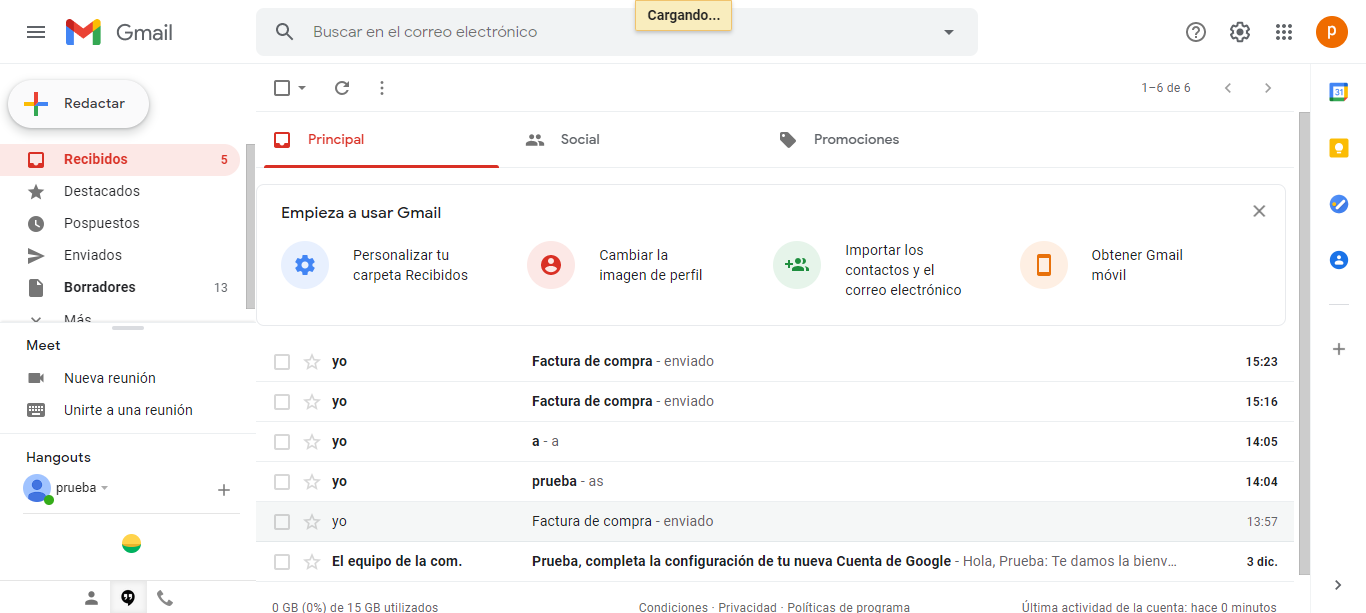 Gmail
Buscar en el correo electrónico
Cargando...
p
Redactar
1–6 de 6
31
Recibidos 5
Destacados
Pospuestos
Enviados
Borradores 13
Más
Principal
Social
Promociones
Empieza a usar Gmail
Personalizar tu
carpeta Recibidos
Cambiar la
imagen de perfil
Importar los
contactos y el
correo electrónico
Obtener Gmail
móvil
Meet
Nueva reunión
Unirte a una reunión
Hangouts
prueba
yo Factura de compra - enviado 15:23
yo Factura de compra - enviado 15:16
yo a - a 14:05
yo prueba - as 14:04
yo Factura de compra - enviado 13:57
El equipo de la com. Prueba, completa la configuración de tu nueva Cuenta de Google - Hola, Prueba: Te damos la bienv… 3 dic.
0 GB (0%) de 15 GB utilizados
Condiciones · Privacidad · Políticas de programa
Última actividad de la cuenta: hace 0 minutos